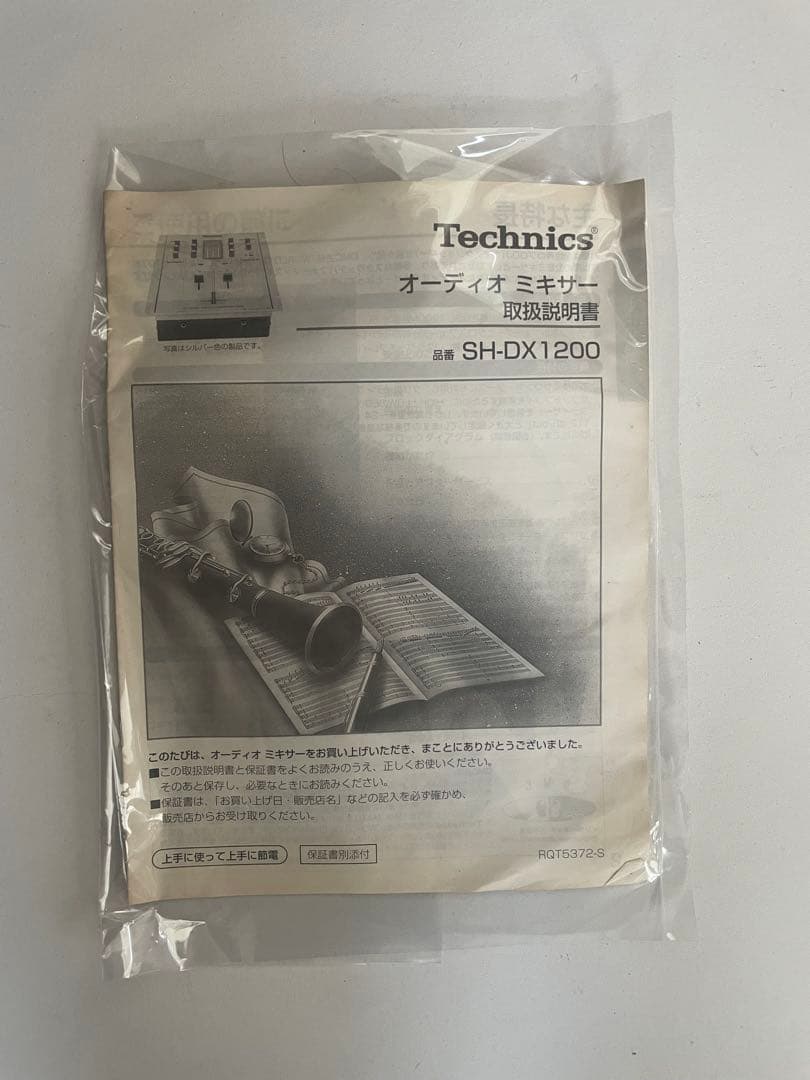 Technics®
オーディオ ミキサー
取扱説明書
品番 SH-DX1200
写真はシルバー色の製品です。
このたびは、オーディオ ミキサーをお買い上げいただき、まことにありがとうございました。
■この取扱説明書と保証書をよくお読みのうえ、正しくお使いください。
そのあと保存し、必要なときにお読みください。
■保証書は、「お買い上げ日・販売店名」などの記入を必ず確かめ、
販売店からお受け取りください。
上手に使って上手に節電
保証書別添付
RQT5372-S